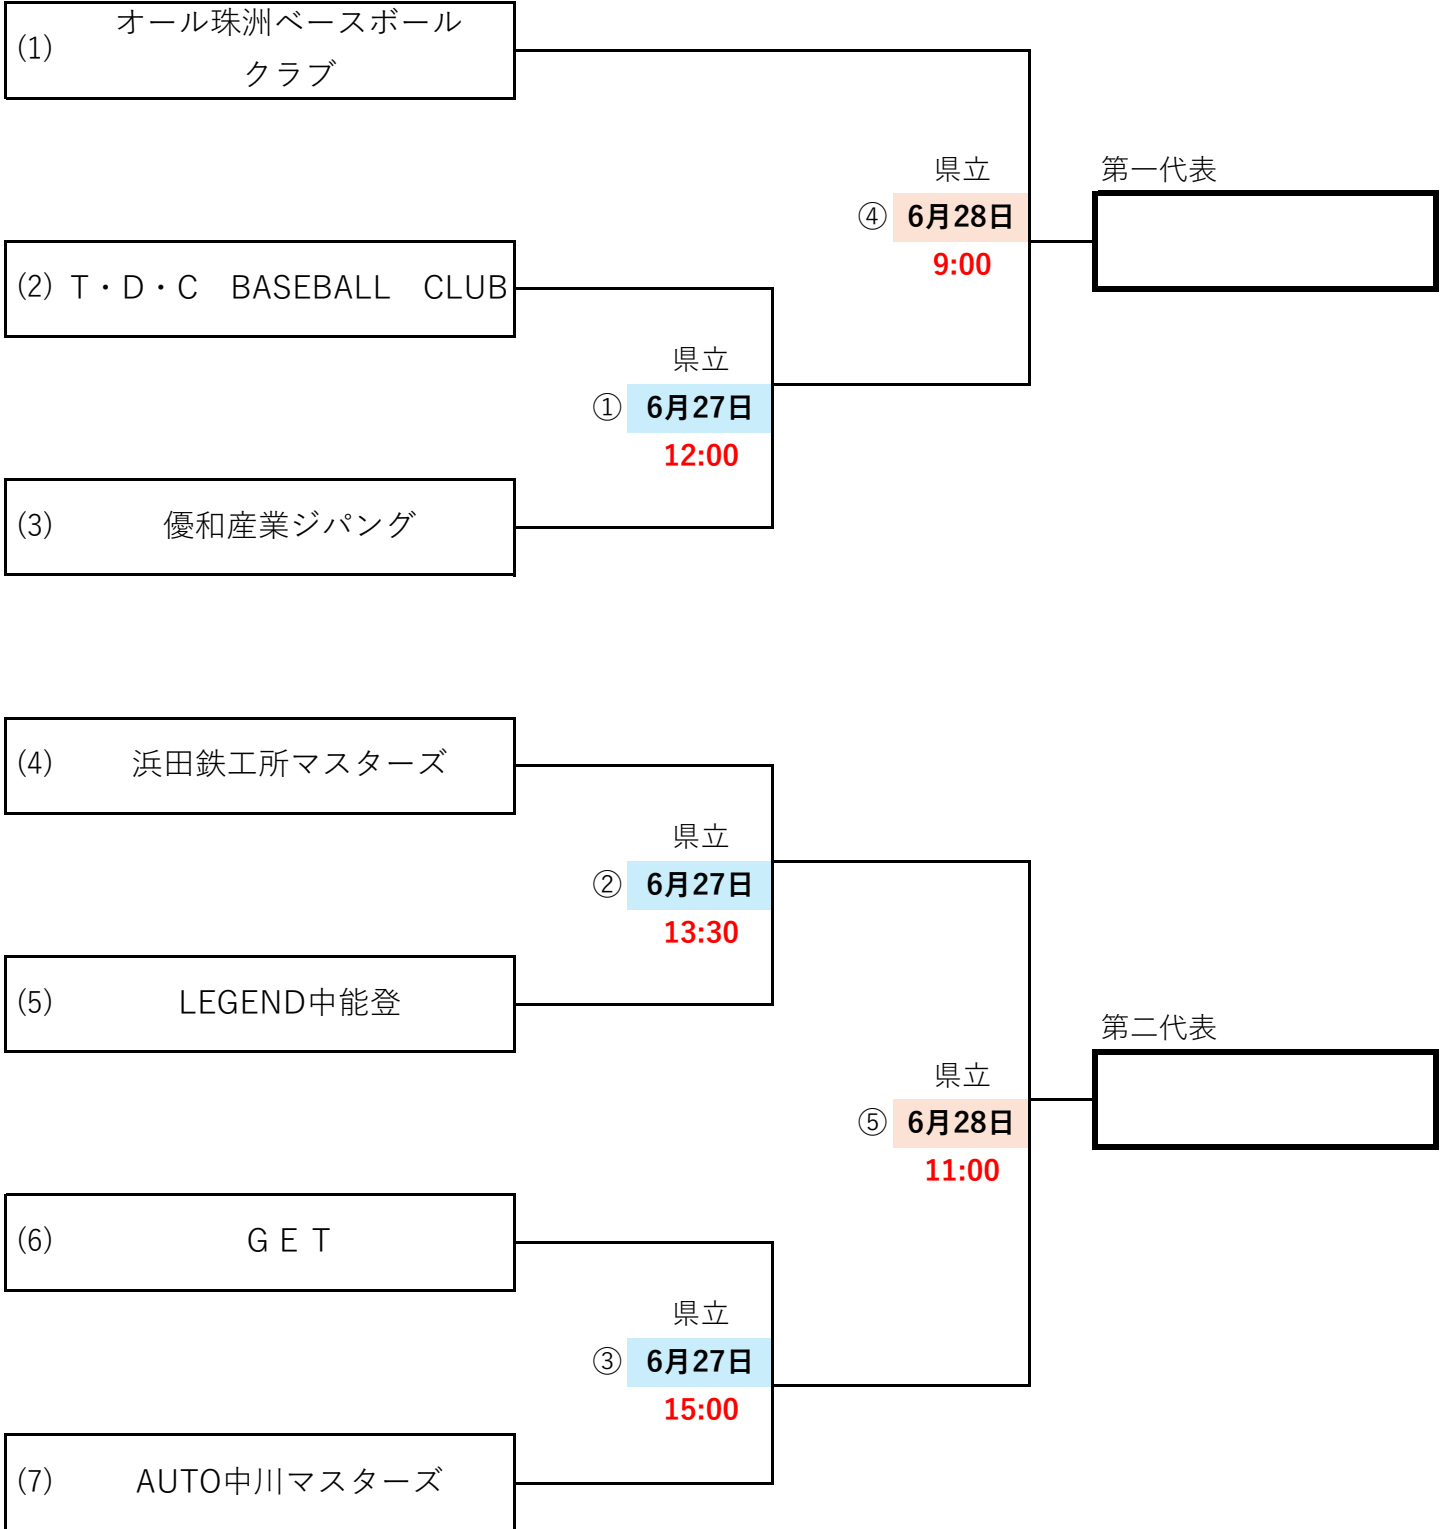 (1) オール珠洲ベースボール
クラブ
県立
第一代表
④ 6月28日
9:00
(2) T・D・C　BASEBALL　CLUB
県立
① 6月27日
12:00
(3) 優和産業ジパング
(4) 浜田鉄工所マスターズ
県立
② 6月27日
13:30
(5) LEGEND中能登
第二代表
県立
⑤ 6月28日
11:00
(6) ＧＥＴ
県立
③ 6月27日
15:00
(7) AUTO中川マスターズ